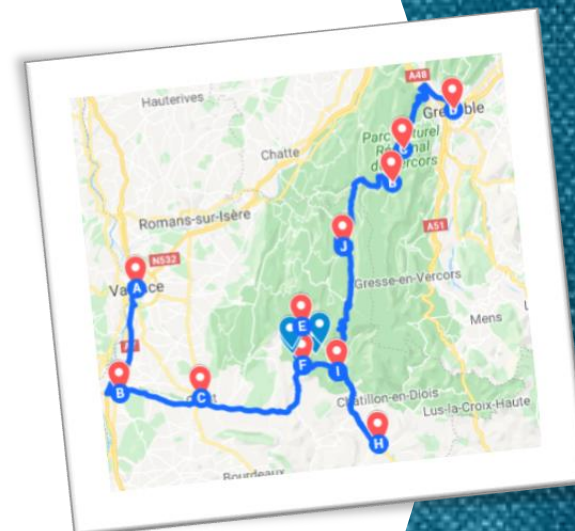 A48
Hauterives
Grenoble
Chatte
Parc naturel
Régional
du Vercors
Romans-sur-Isère
A51
N532
J
Valence
A
Gresse-en-Vercors
Mens
E
F
I
B
C
Châtillon-en-Diois
Lus-la-Croix-Haute
H
Bourdeaux